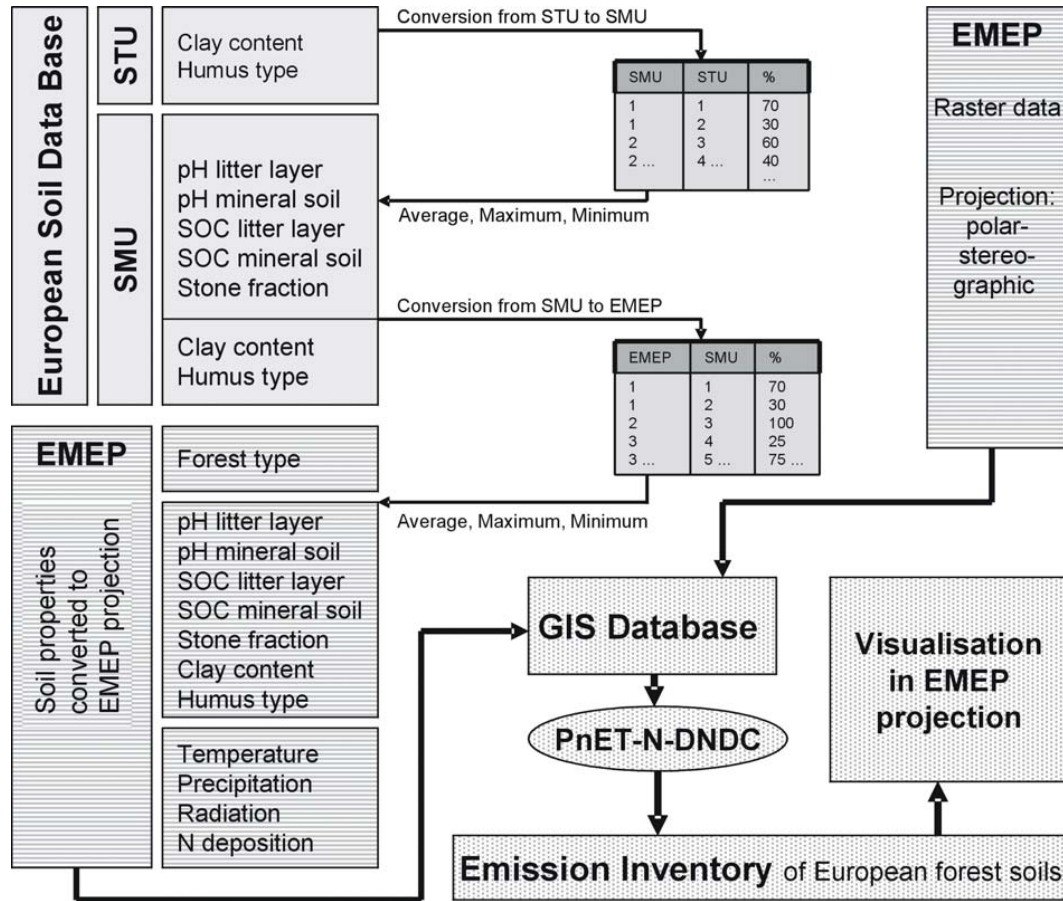 European Soil Data Base
STU
Clay content
Humus type
SMU
pH litter layer
pH mineral soil
SOC litter layer
SOC mineral soil
Stone fraction
Clay content
Humus type
Conversion from STU to SMU
SMU STU %
1 1 70
1 2 30
2 3 60
2 ... 4 ... 40
...
Average, Maximum, Minimum
Conversion from SMU to EMEP
EMEP SMU %
1 1 70
1 2 30
2 3 100
3 4 25
3 ... 5 ... 75 ...
Average, Maximum, Minimum
EMEP
Raster data
Projection:
polar-
stereo-
graphic
EMEP
Soil properties
converted to
EMEP projection
Forest type
pH litter layer
pH mineral soil
SOC litter layer
SOC mineral soil
Stone fraction
Clay content
Humus type
Temperature
Precipitation
Radiation
N deposition
GIS Database
PnET-N-DNDC
Visualisation
in EMEP
projection
Emission Inventory of European forest soils